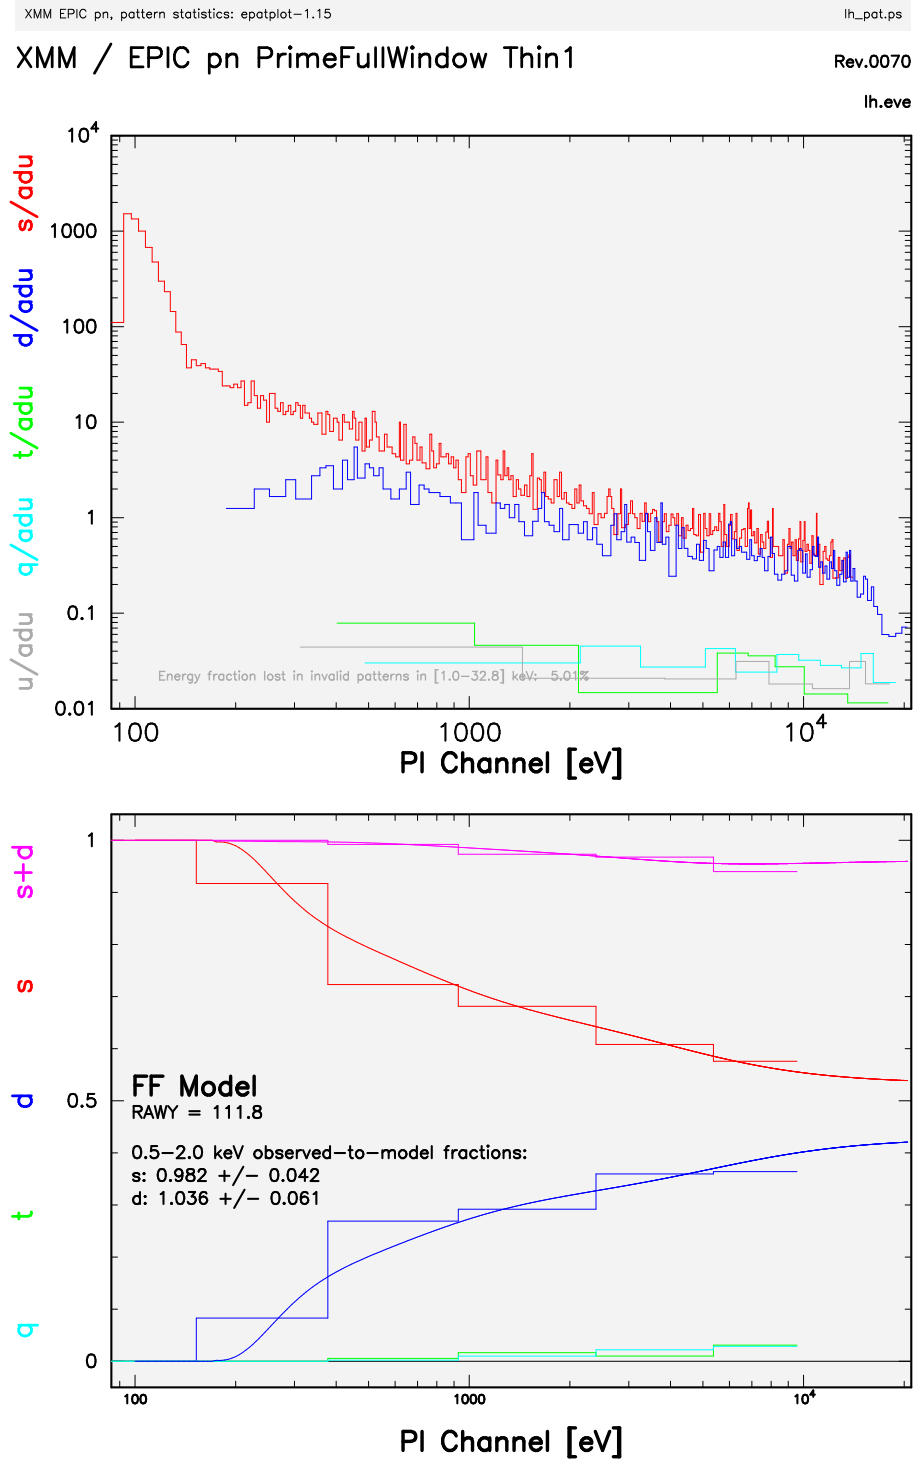 XMM EPIC pn, pattern statistics: epatplot-1.15 lh_pat.ps
XMM / EPIC pn PrimeFullWindow Thin1 Rev.0070
lh.eve
u/adu q/adu t/adu d/adu s/adu
10^4
1000
100
10
1
0.1
0.01
Energy fraction lost in invalid patterns in [1.0-32.8] keV: 5.01%
100 1000 10^4
PI Channel [eV]
q t d s s+d
1
0.5
0
FF Model
RAWY = 111.8
0.5-2.0 keV observed-to-model fractions:
s: 0.982 +/- 0.042
d: 1.036 +/- 0.061
100 1000 10^4
PI Channel [eV]